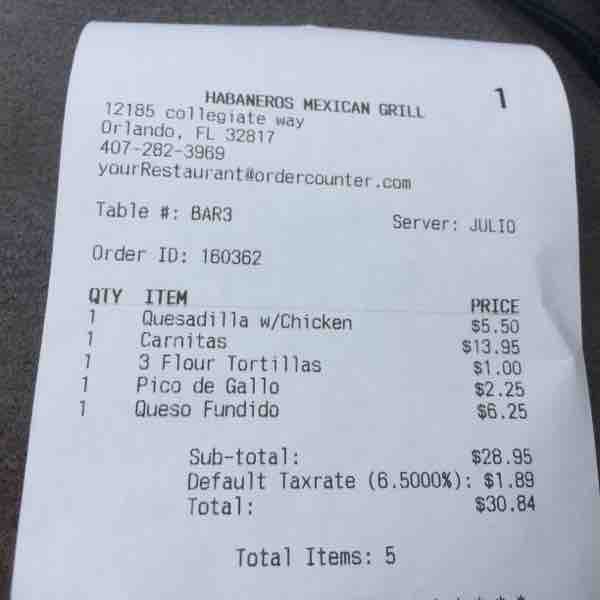 1
HABANEROS MEXICAN GRILL
12185 collegiate way
Orlando, FL 32817
407-282-3969
yourRestaurant@ordercounter.com
Table #: BAR3 Server: JULIO
Order ID: 160362
QTY ITEM PRICE
1 Quesadilla w/Chicken $5.50
1 Carnitas $13.95
1 3 Flour Tortillas $1.00
1 Pico de Gallo $2.25
1 Queso Fundido $6.25
Sub-total: $28.95
Default Taxrate (6.5000%): $1.89
Total: $30.84
Total Items: 5